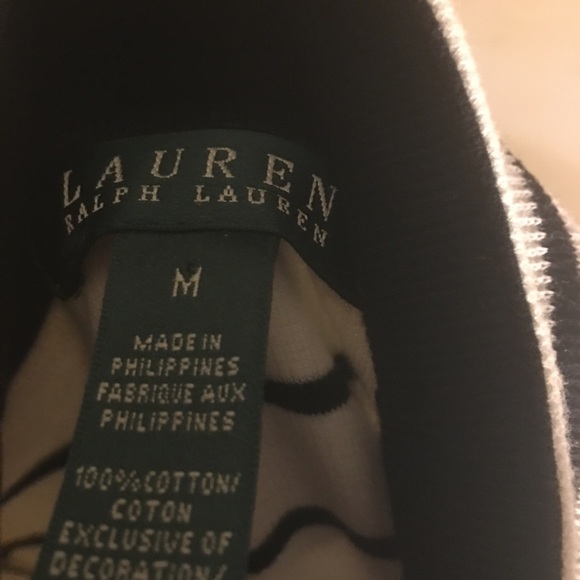 LAUREN
RALPH LAUREN
M
MADE IN
PHILIPPINES
FABRIQUE AUX
PHILIPPINES
100% COTTON/
COTON
EXCLUSIVE OF
DECORATION/